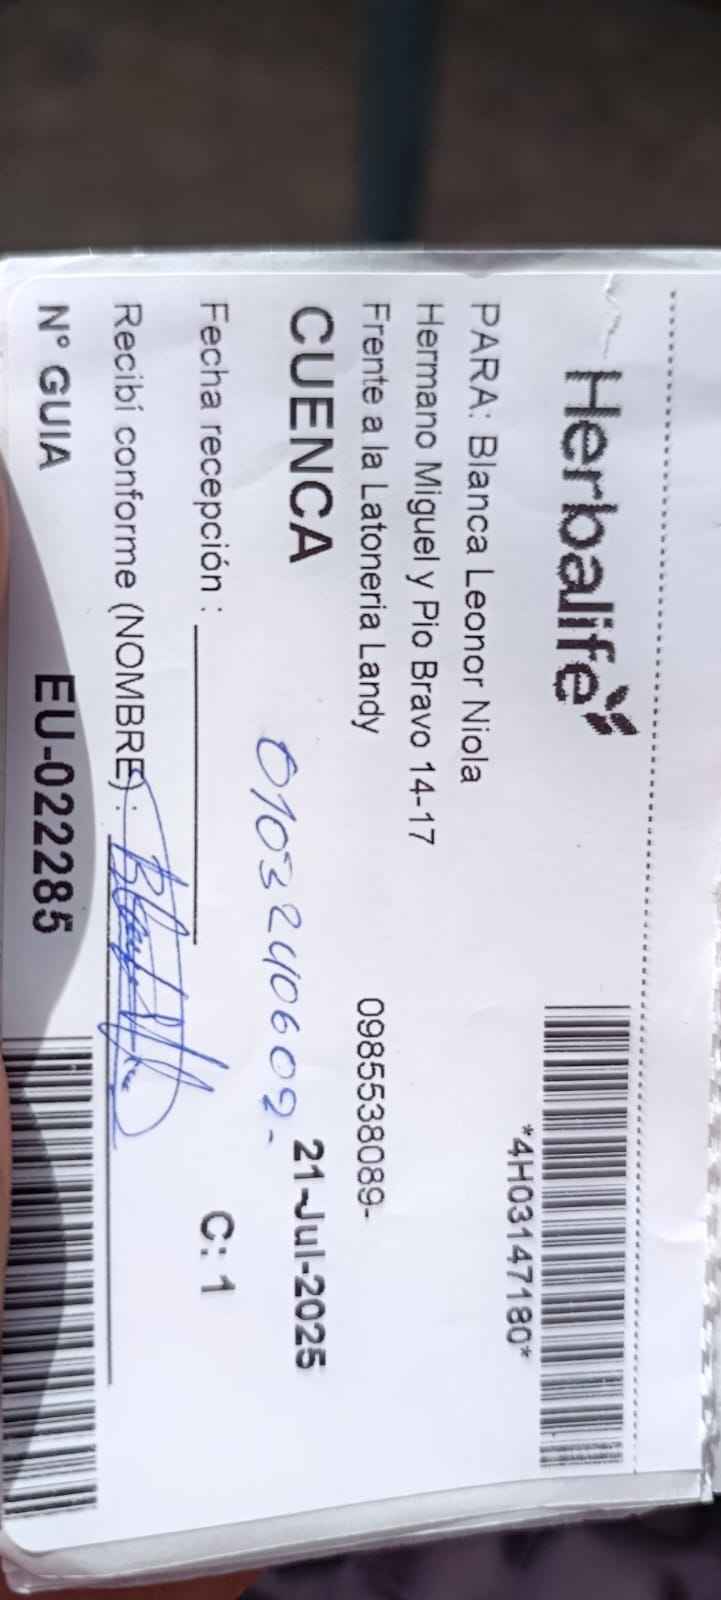 Herbalife
*4H03147180*
PARA: Blanca Leonor Niola
Hermano Miguel y Pio Bravo 14-17
Frente a la Latoneria Landy
0985538089-
CUENCA
21-Jul-2025
0103240609-
Fecha recepción :
C: 1
Recibí conforme (NOMBRE) :
N° GUIA EU-022285